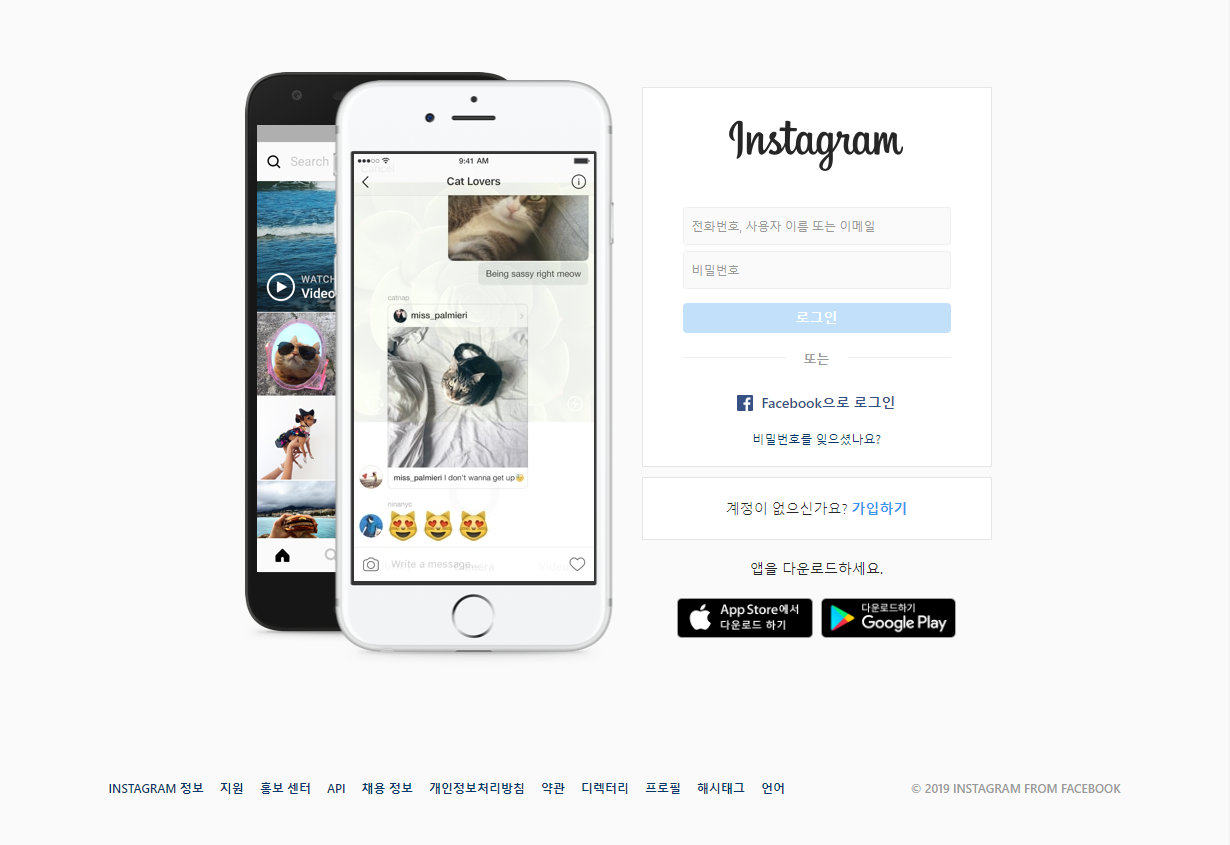 Search
WATCH
Video
9:41 AM
Cat Lovers
Being sassy right meow
catnap
miss_palmieri
miss_palmieri I don't wanna get up
ninanyc
Write a message...
Instagram
전화번호, 사용자 이름 또는 이메일
비밀번호
로그인
또는
Facebook으로 로그인
비밀번호를 잊으셨나요?
계정이 없으신가요? 가입하기
앱을 다운로드하세요.
App Store에서
다운로드 하기
다운로드하기
Google Play
INSTAGRAM 정보 지원 홍보 센터 API 채용 정보 개인정보처리방침 약관 디렉터리 프로필 해시태그 언어
© 2019 INSTAGRAM FROM FACEBOOK